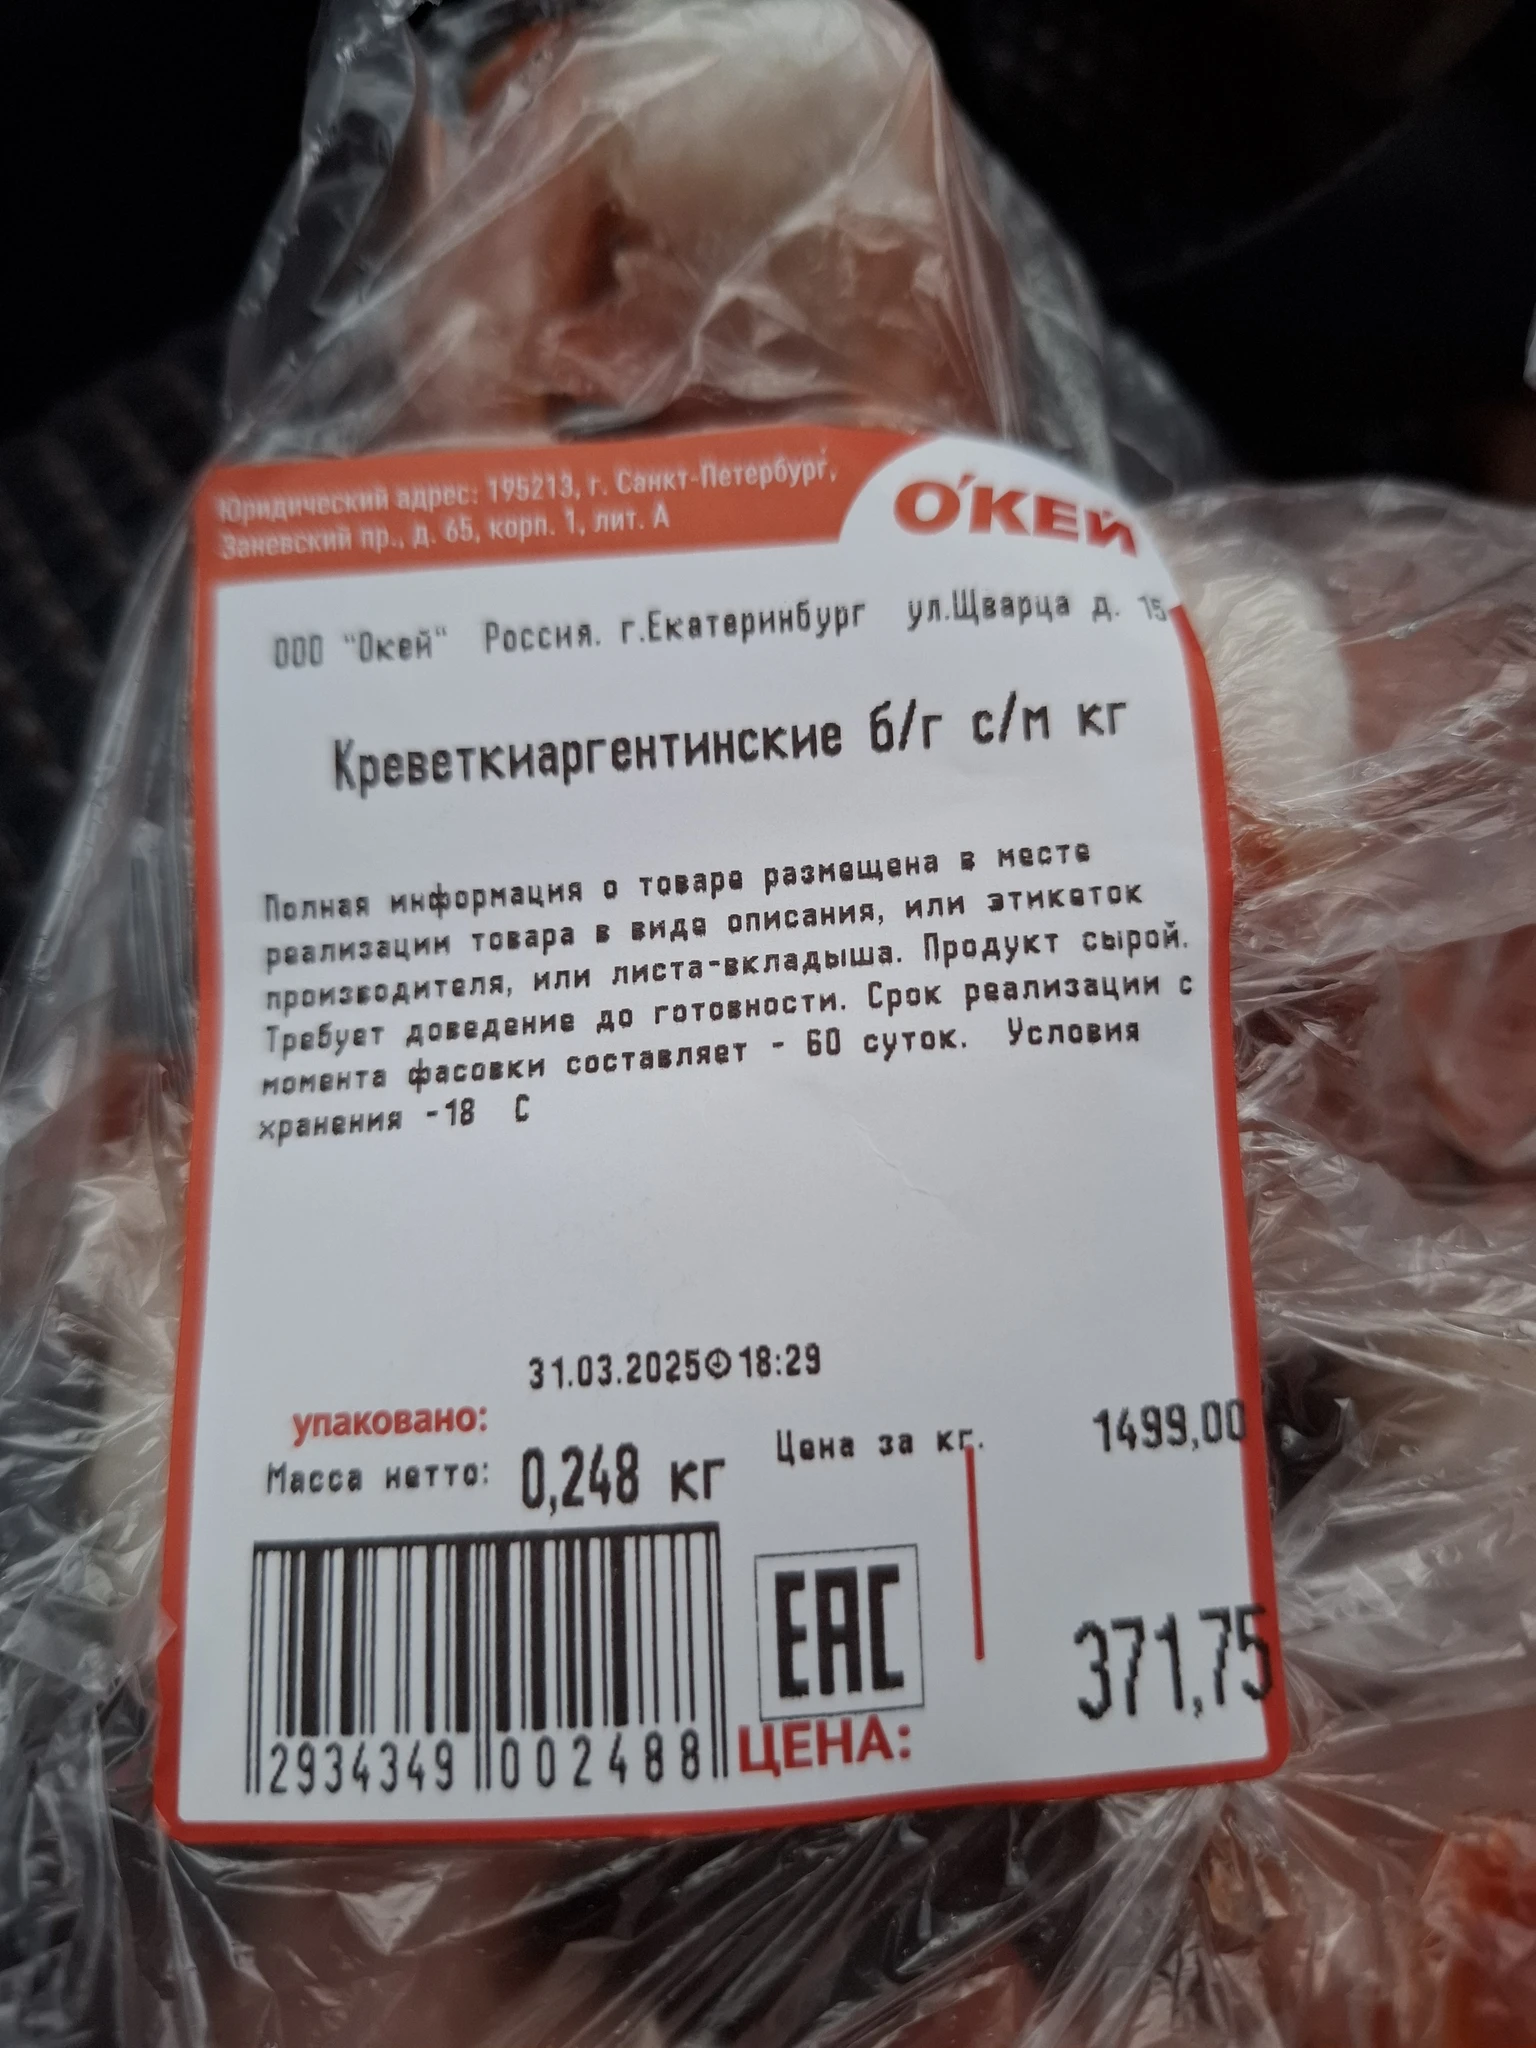 Юридический адрес: 195213, г. Санкт-Петербург,
Заневский пр., д. 65, корп. 1, лит. А
О'КЕЙ
ООО "Окей" Россия. г.Екатеринбург ул.Щварца д. 15
Креветкиаргентинские б/г с/м кг
Полная информация о товаре размещена в месте
реализации товара в виде описания, или этикеток
производителя, или листа-вкладыша. Продукт сырой.
Требует доведение до готовности. Срок реализации с
момента фасовки составляет - 60 суток. Условия
хранения -18 С
31.03.2025 18:29
упаковано:
Масса нетто: 0,248 кг
Цена за кг. 1499,00
EAC
ЦЕНА: 371,75
2934349 002488